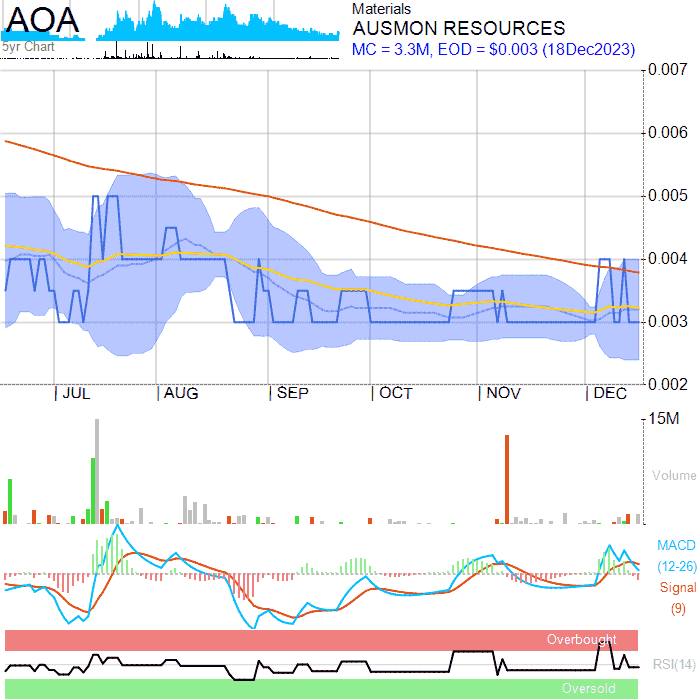 AOA
5yr Chart
Materials
AUSMON RESOURCES
MC = 3.3M, EOD = $0.003 (18Dec2023)
0.007
0.006
0.005
0.004
0.003
0.002
JUL AUG SEP OCT NOV DEC
15M
Volume
MACD
(12-26)
Signal
(9)
Overbought
RSI(14)
Oversold